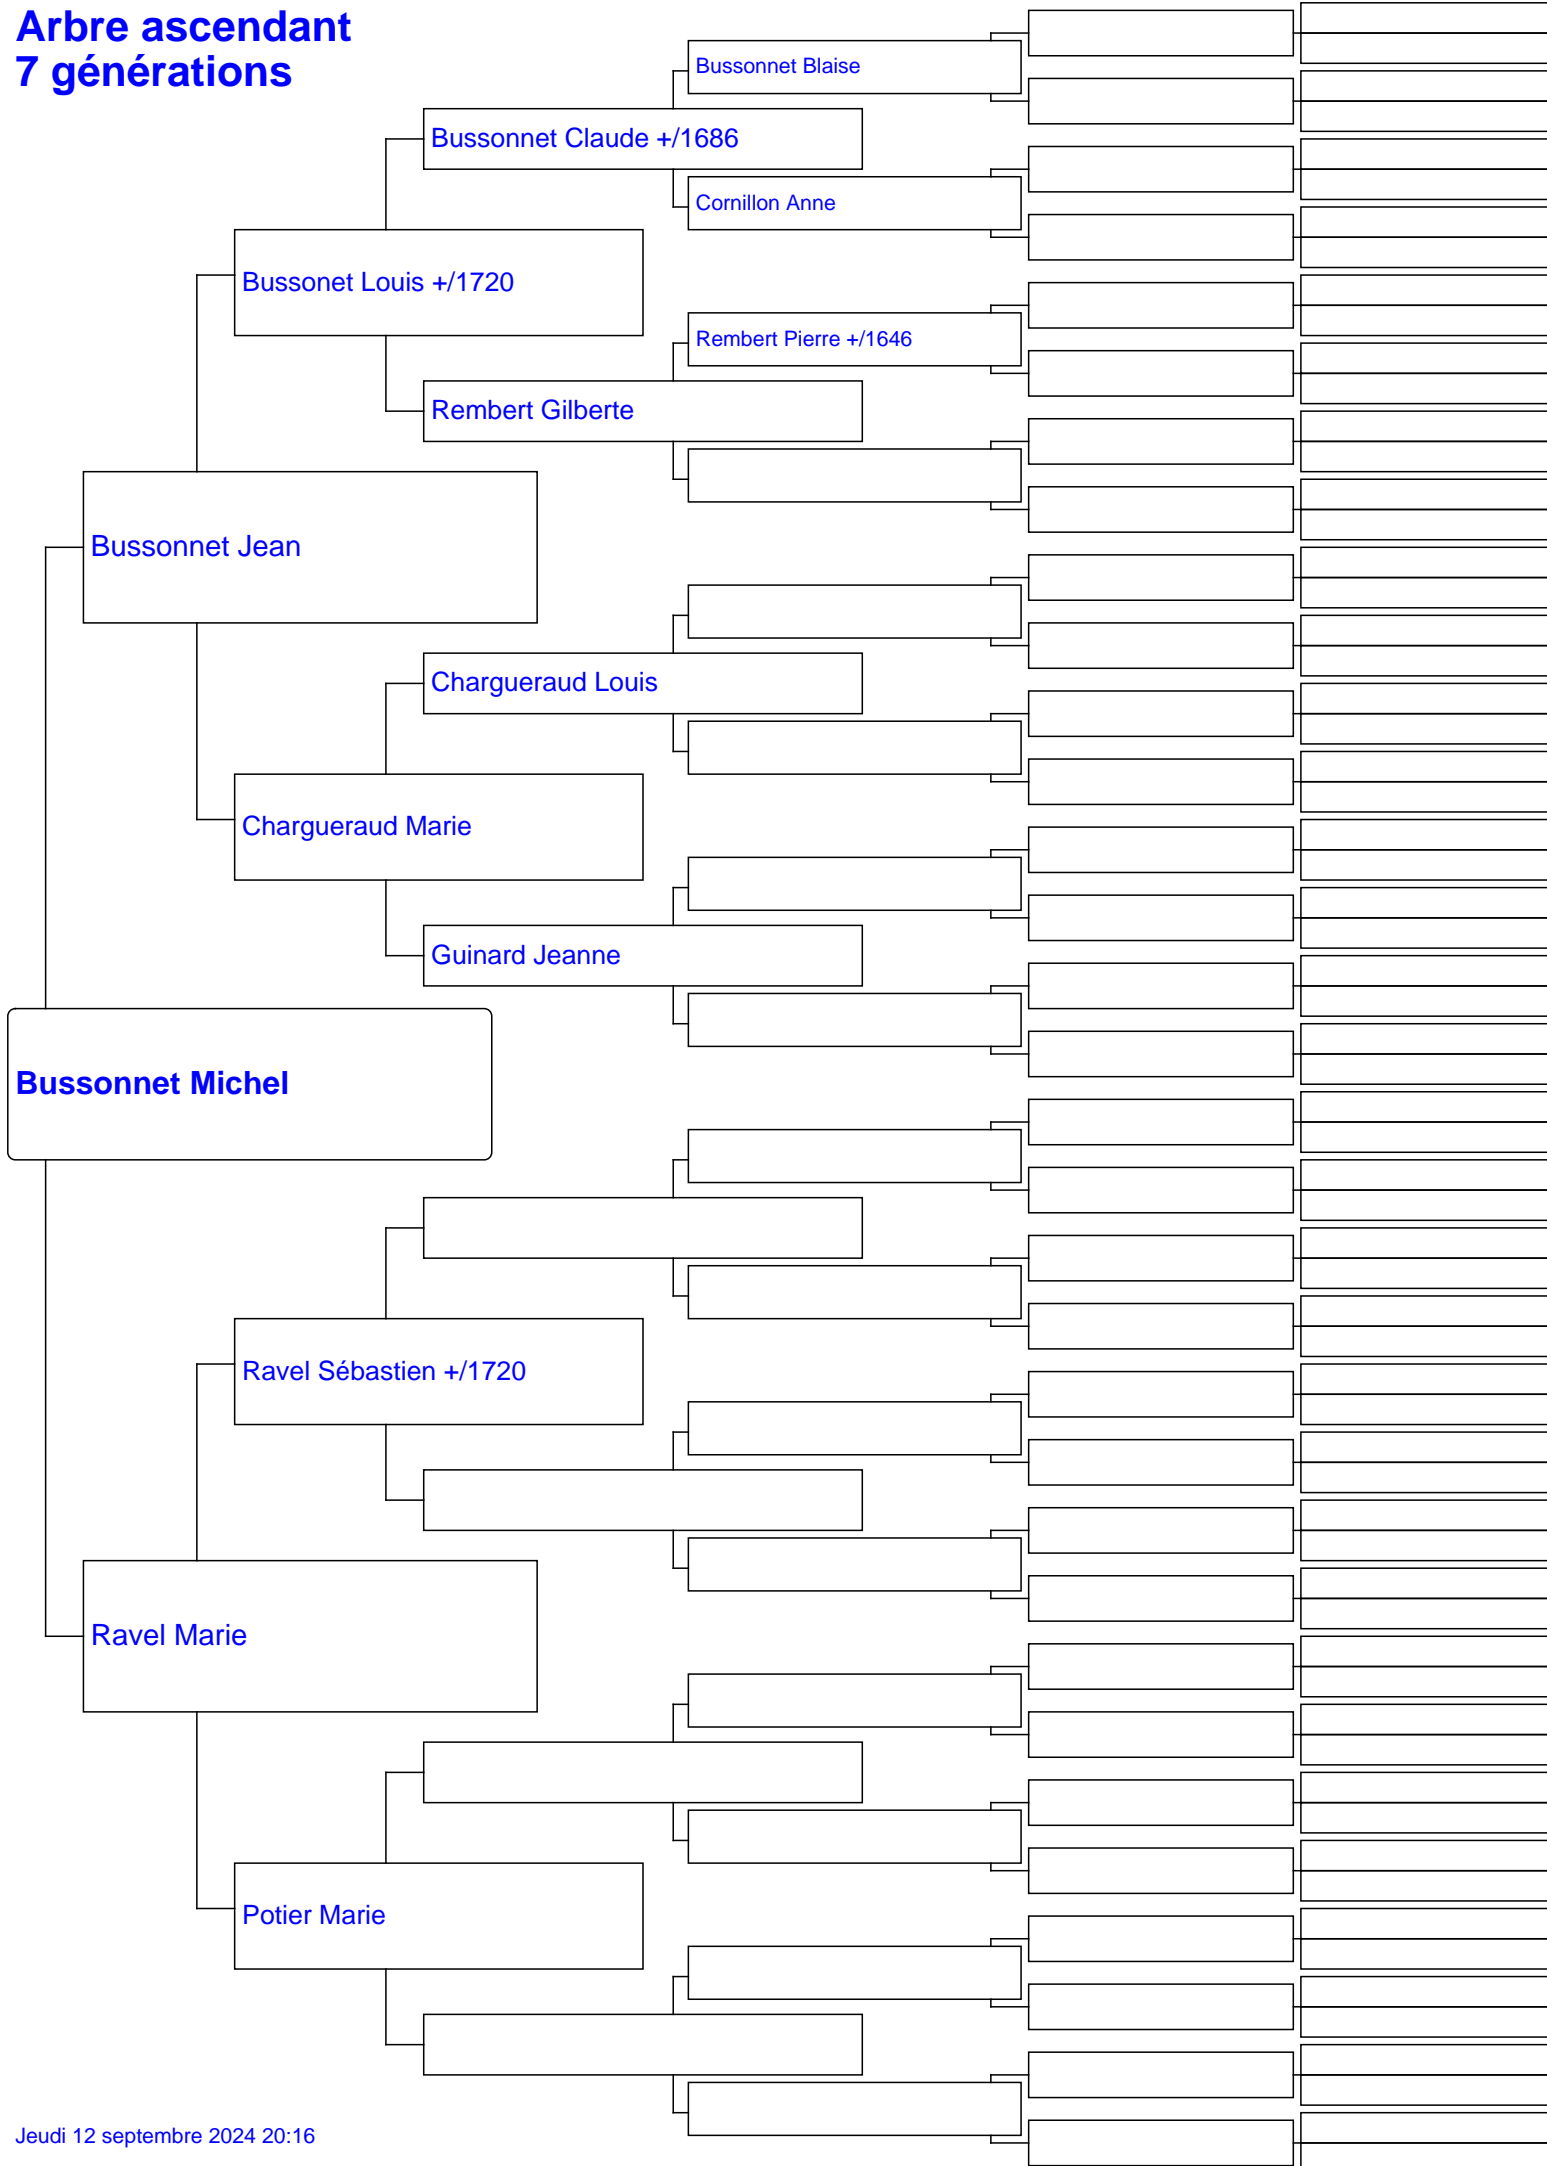 Arbre ascendant
7 générations
Bussonnet Blaise
Bussonnet Claude +/1686
Cornillon Anne
Bussonet Louis +/1720
Rembert Pierre +/1646
Rembert Gilberte
Bussonnet Jean
Chargueraud Louis
Chargueraud Marie
Guinard Jeanne
Bussonnet Michel
Ravel Sébastien +/1720
Ravel Marie
Potier Marie
Jeudi 12 septembre 2024 20:16